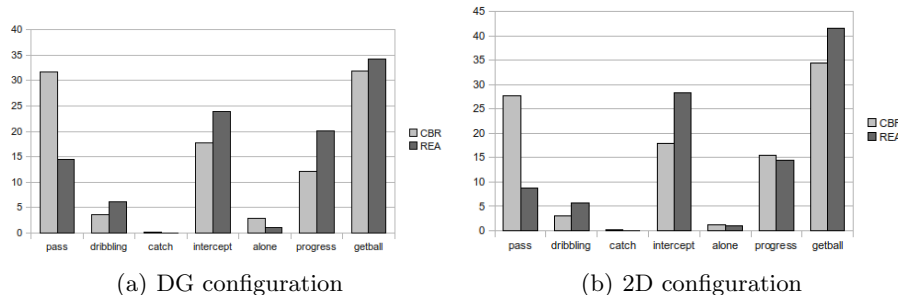 40
35
30
25
20
15
10
5
0
pass dribbling catch intercept alone progress getball
CBR
REA
(a) DG configuration
45
40
35
30
25
20
15
10
5
0
pass dribbling catch intercept alone progress getball
CBR
REA
(b) 2D configuration